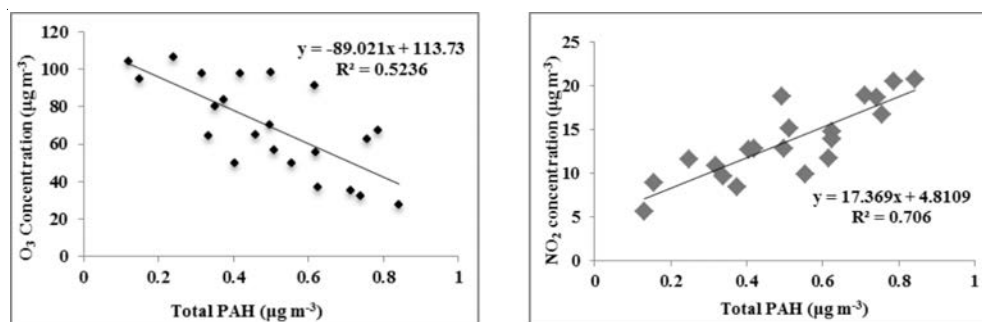 120
100
80
60
40
20
0
O₃ Concentration (µg m⁻³)
y = -89.021x + 113.73
R² = 0.5236
0 0.2 0.4 0.6 0.8 1
Total PAH (µg m⁻³)
25
20
15
10
5
0
NO₂ concentration (µg m⁻³)
y = 17.369x + 4.8109
R² = 0.706
0 0.2 0.4 0.6 0.8 1
Total PAH (µg m⁻³)